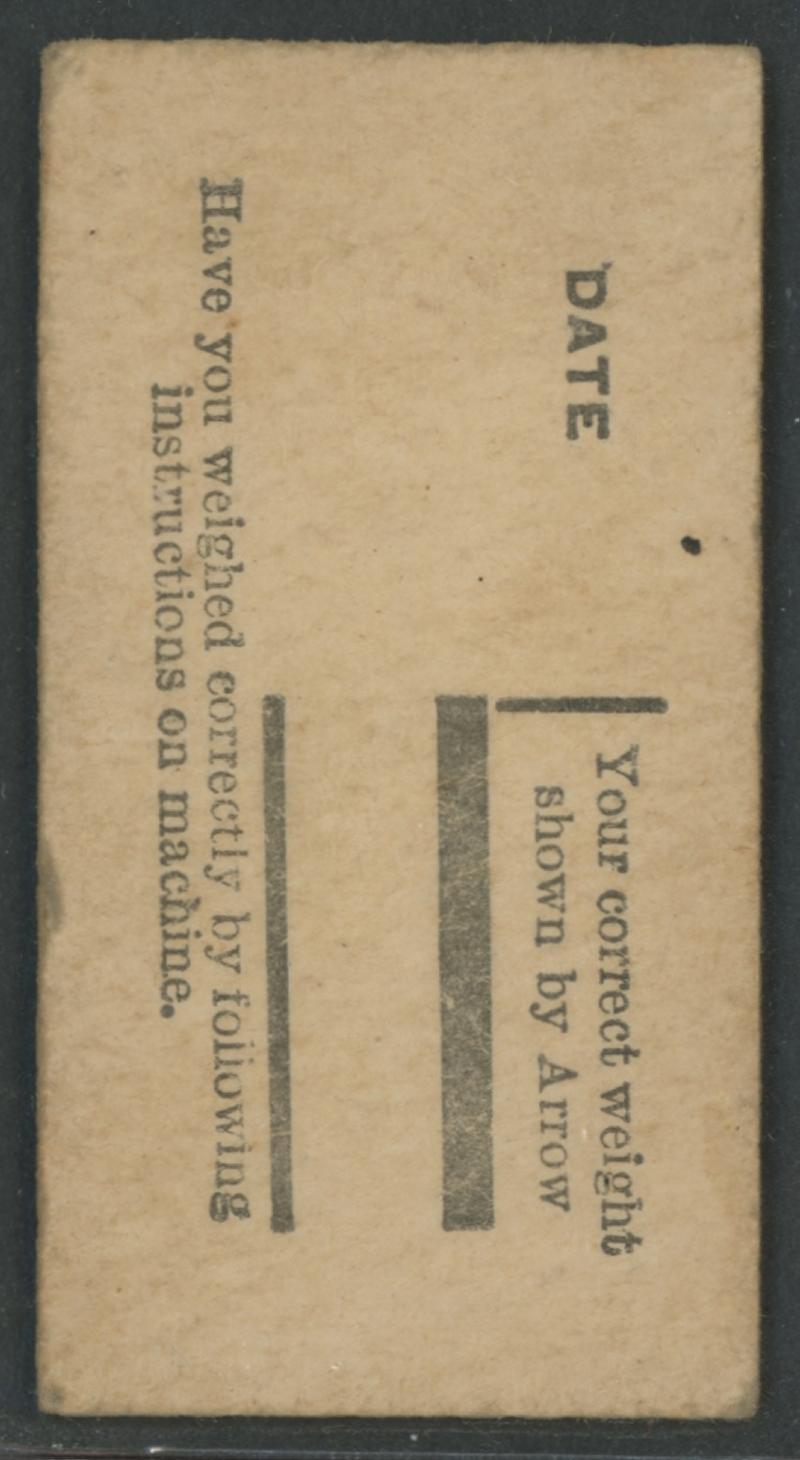 DATE
Your correct weight
shown by Arrow
Have you weighed correctly by following
instructions on machine.